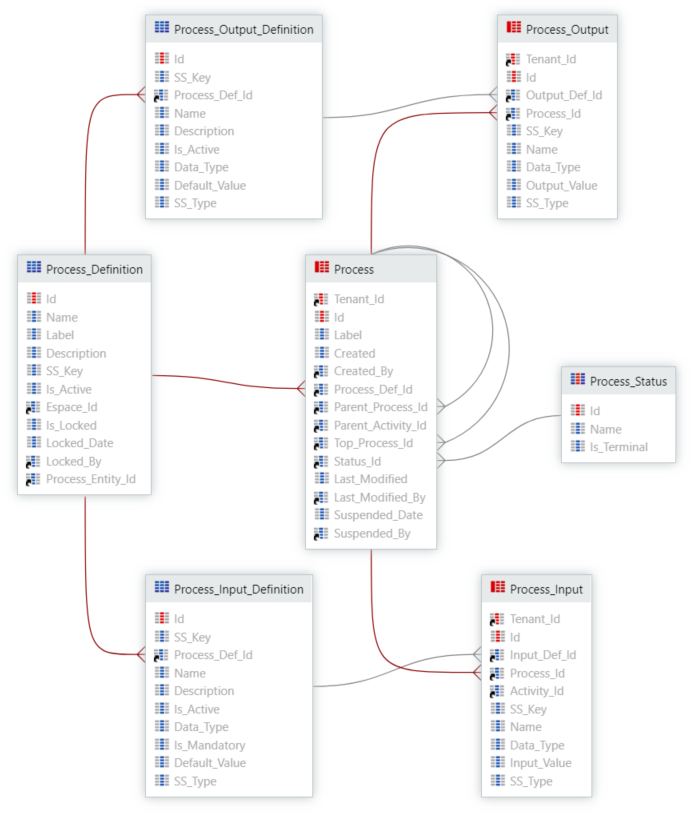 Process_Output_Definition
Id
SS_Key
Process_Def_Id
Name
Description
Is_Active
Data_Type
Default_Value
SS_Type
Process_Output
Tenant_Id
Id
Output_Def_Id
Process_Id
SS_Key
Name
Data_Type
Output_Value
SS_Type
Process_Definition
Id
Name
Label
Description
SS_Key
Is_Active
Espace_Id
Is_Locked
Locked_Date
Locked_By
Process_Entity_Id
Process
Tenant_Id
Id
Label
Created
Created_By
Process_Def_Id
Parent_Process_Id
Parent_Activity_Id
Top_Process_Id
Status_Id
Last_Modified
Last_Modified_By
Suspended_Date
Suspended_By
Process_Status
Id
Name
Is_Terminal
Process_Input_Definition
Id
SS_Key
Process_Def_Id
Name
Description
Is_Active
Data_Type
Is_Mandatory
Default_Value
SS_Type
Process_Input
Tenant_Id
Id
Input_Def_Id
Process_Id
Activity_Id
SS_Key
Name
Data_Type
Input_Value
SS_Type